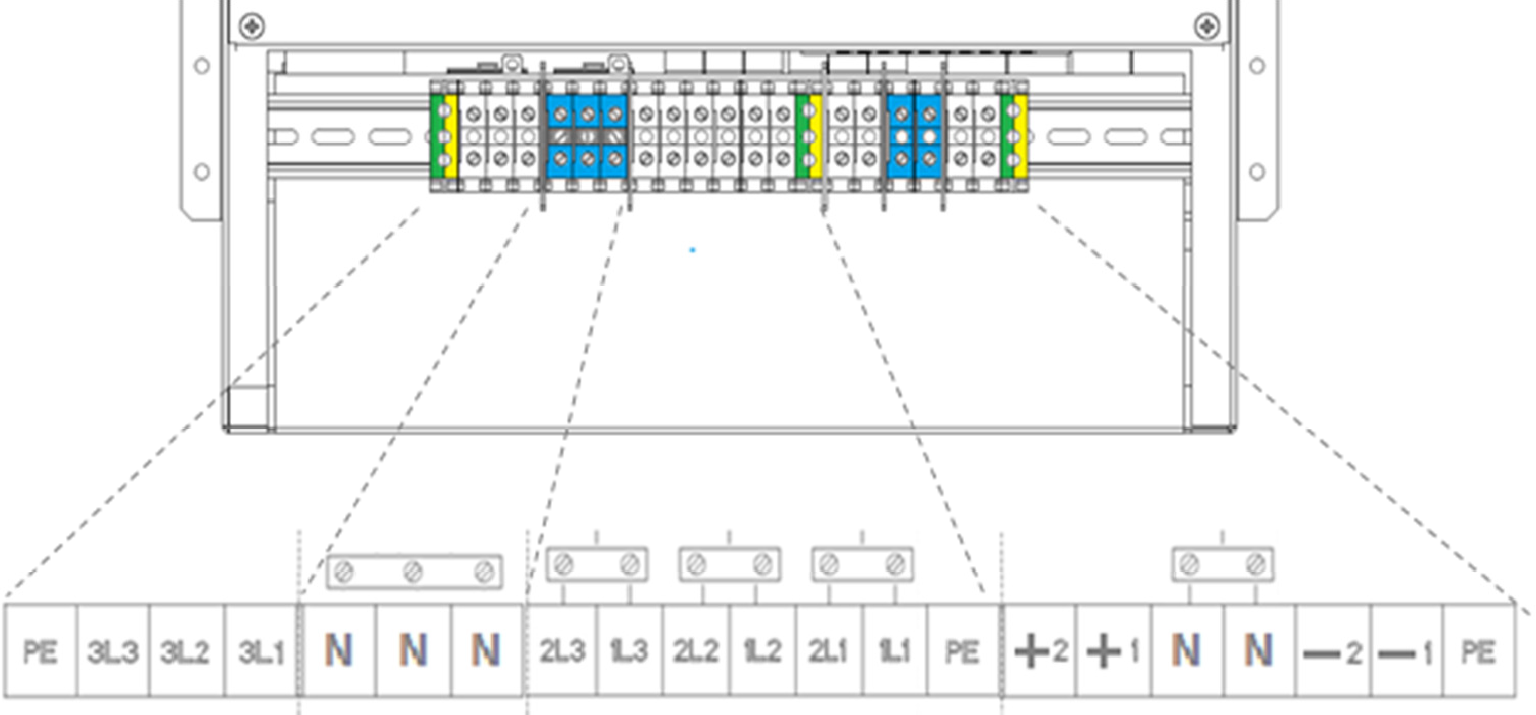 PE 3L3 3L2 3L1 N N N 2L3 1L3 2L2 1L2 2L1 1L1 PE +2 +1 N N −2 −1 PE